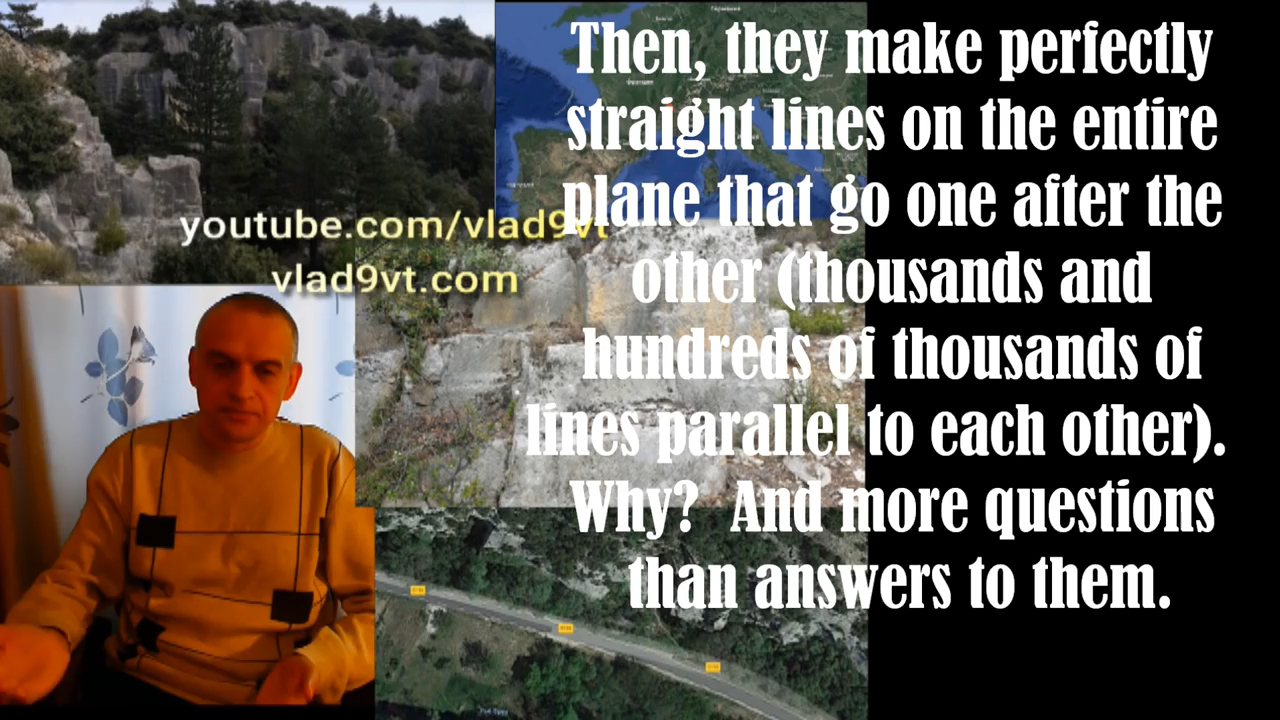 Then, they make perfectly
straight lines on the entire
plane that go one after the
other (thousands and
hundreds of thousands of
lines parallel to each other).
Why? And more questions
than answers to them.
youtube.com/vlad9vt
vlad9vt.com